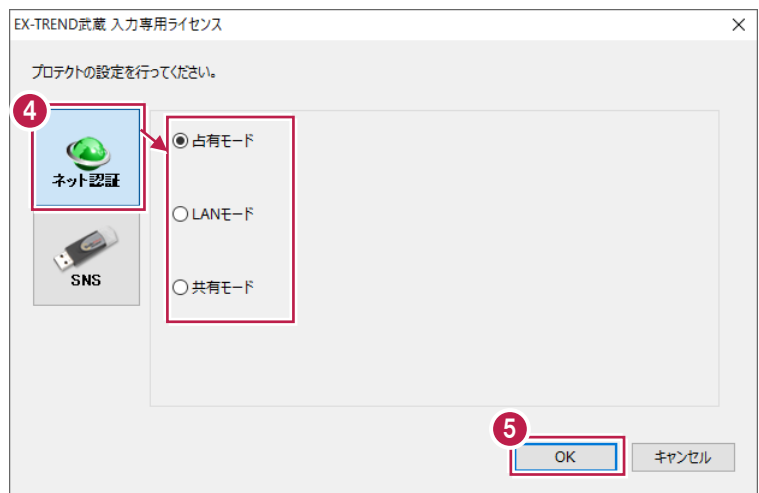 EX-TREND武蔵 入力専用ライセンス
プロテクトの設定を行ってください。
4
ネット認証
占有モード
LANモード
SNS
共有モード
5
OK
キャンセル